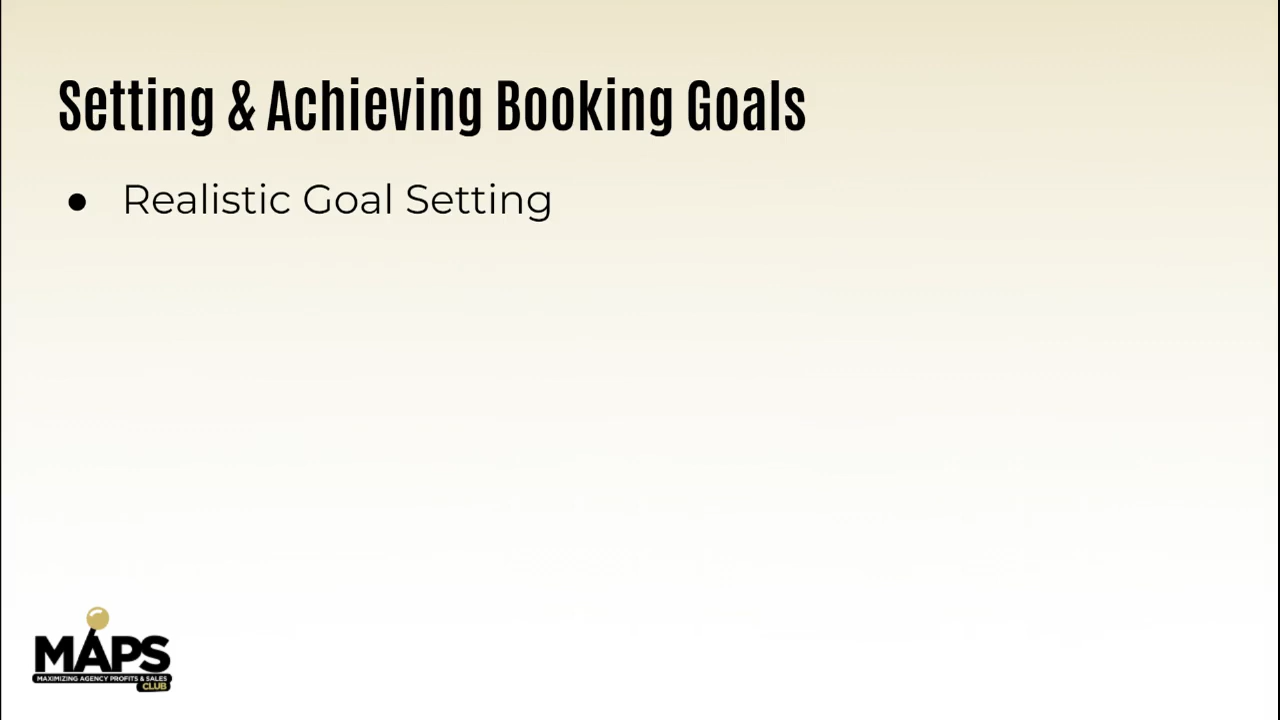 Setting & Achieving Booking Goals
● Realistic Goal Setting
MAPS
MAXIMIZING AGENCY PROFITS & SALES
CLUB